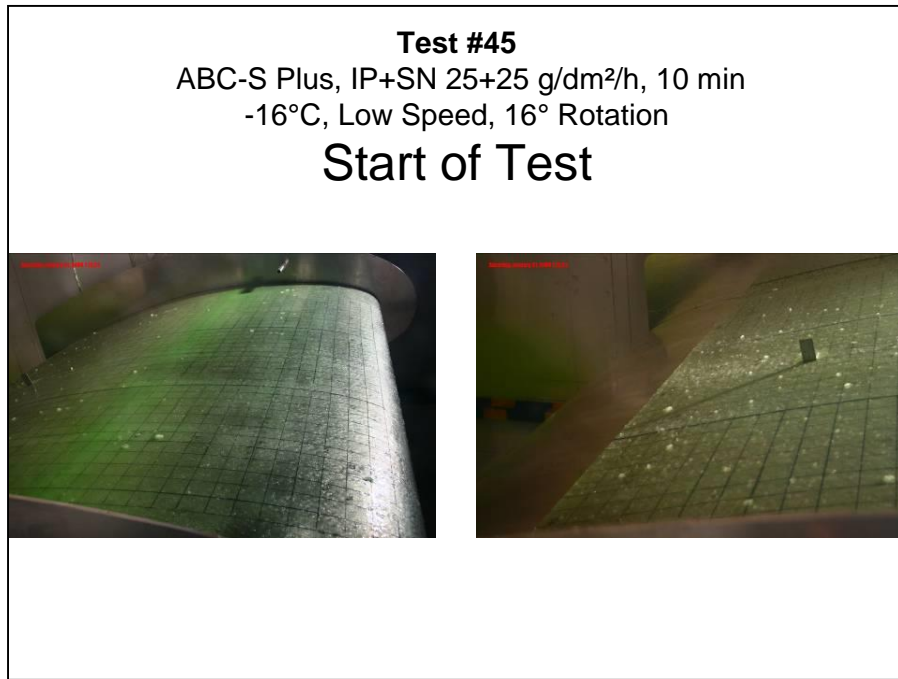 Test #45
ABC-S Plus, IP+SN 25+25 g/dm²/h, 10 min
-16°C, Low Speed, 16° Rotation
Start of Test